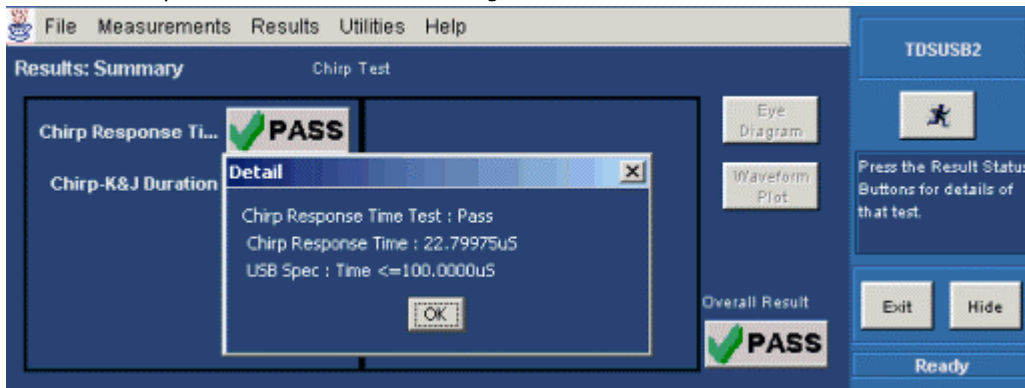 File Measurements Results Utilities Help
TDSUSB2
Results: Summary Chirp Test
Chirp Response Ti... PASS
Chirp-K&J Duration
Eye
Diagram
Waveform
Plot
Press the Result Status
Buttons for details of
that test.
Detail
Chirp Response Time Test : Pass
Chirp Response Time : 22.79975uS
USB Spec : Time <=100.0000uS
OK
Overall Result
PASS
Exit Hide
Ready